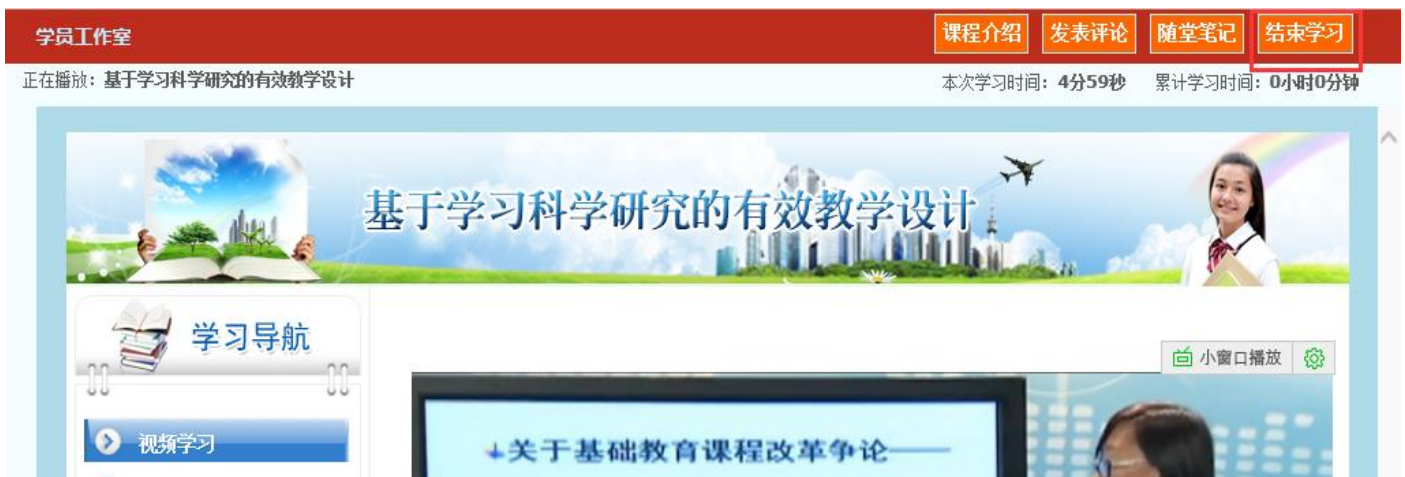 学员工作室
课程介绍 发表评论 随堂笔记 结束学习
正在播放：基于学习科学研究的有效教学设计 本次学习时间：4分59秒 累计学习时间：0小时0分钟
基于学习科学研究的有效教学设计
学习导航
小窗口播放
视频学习
关于基础教育课程改革争论——